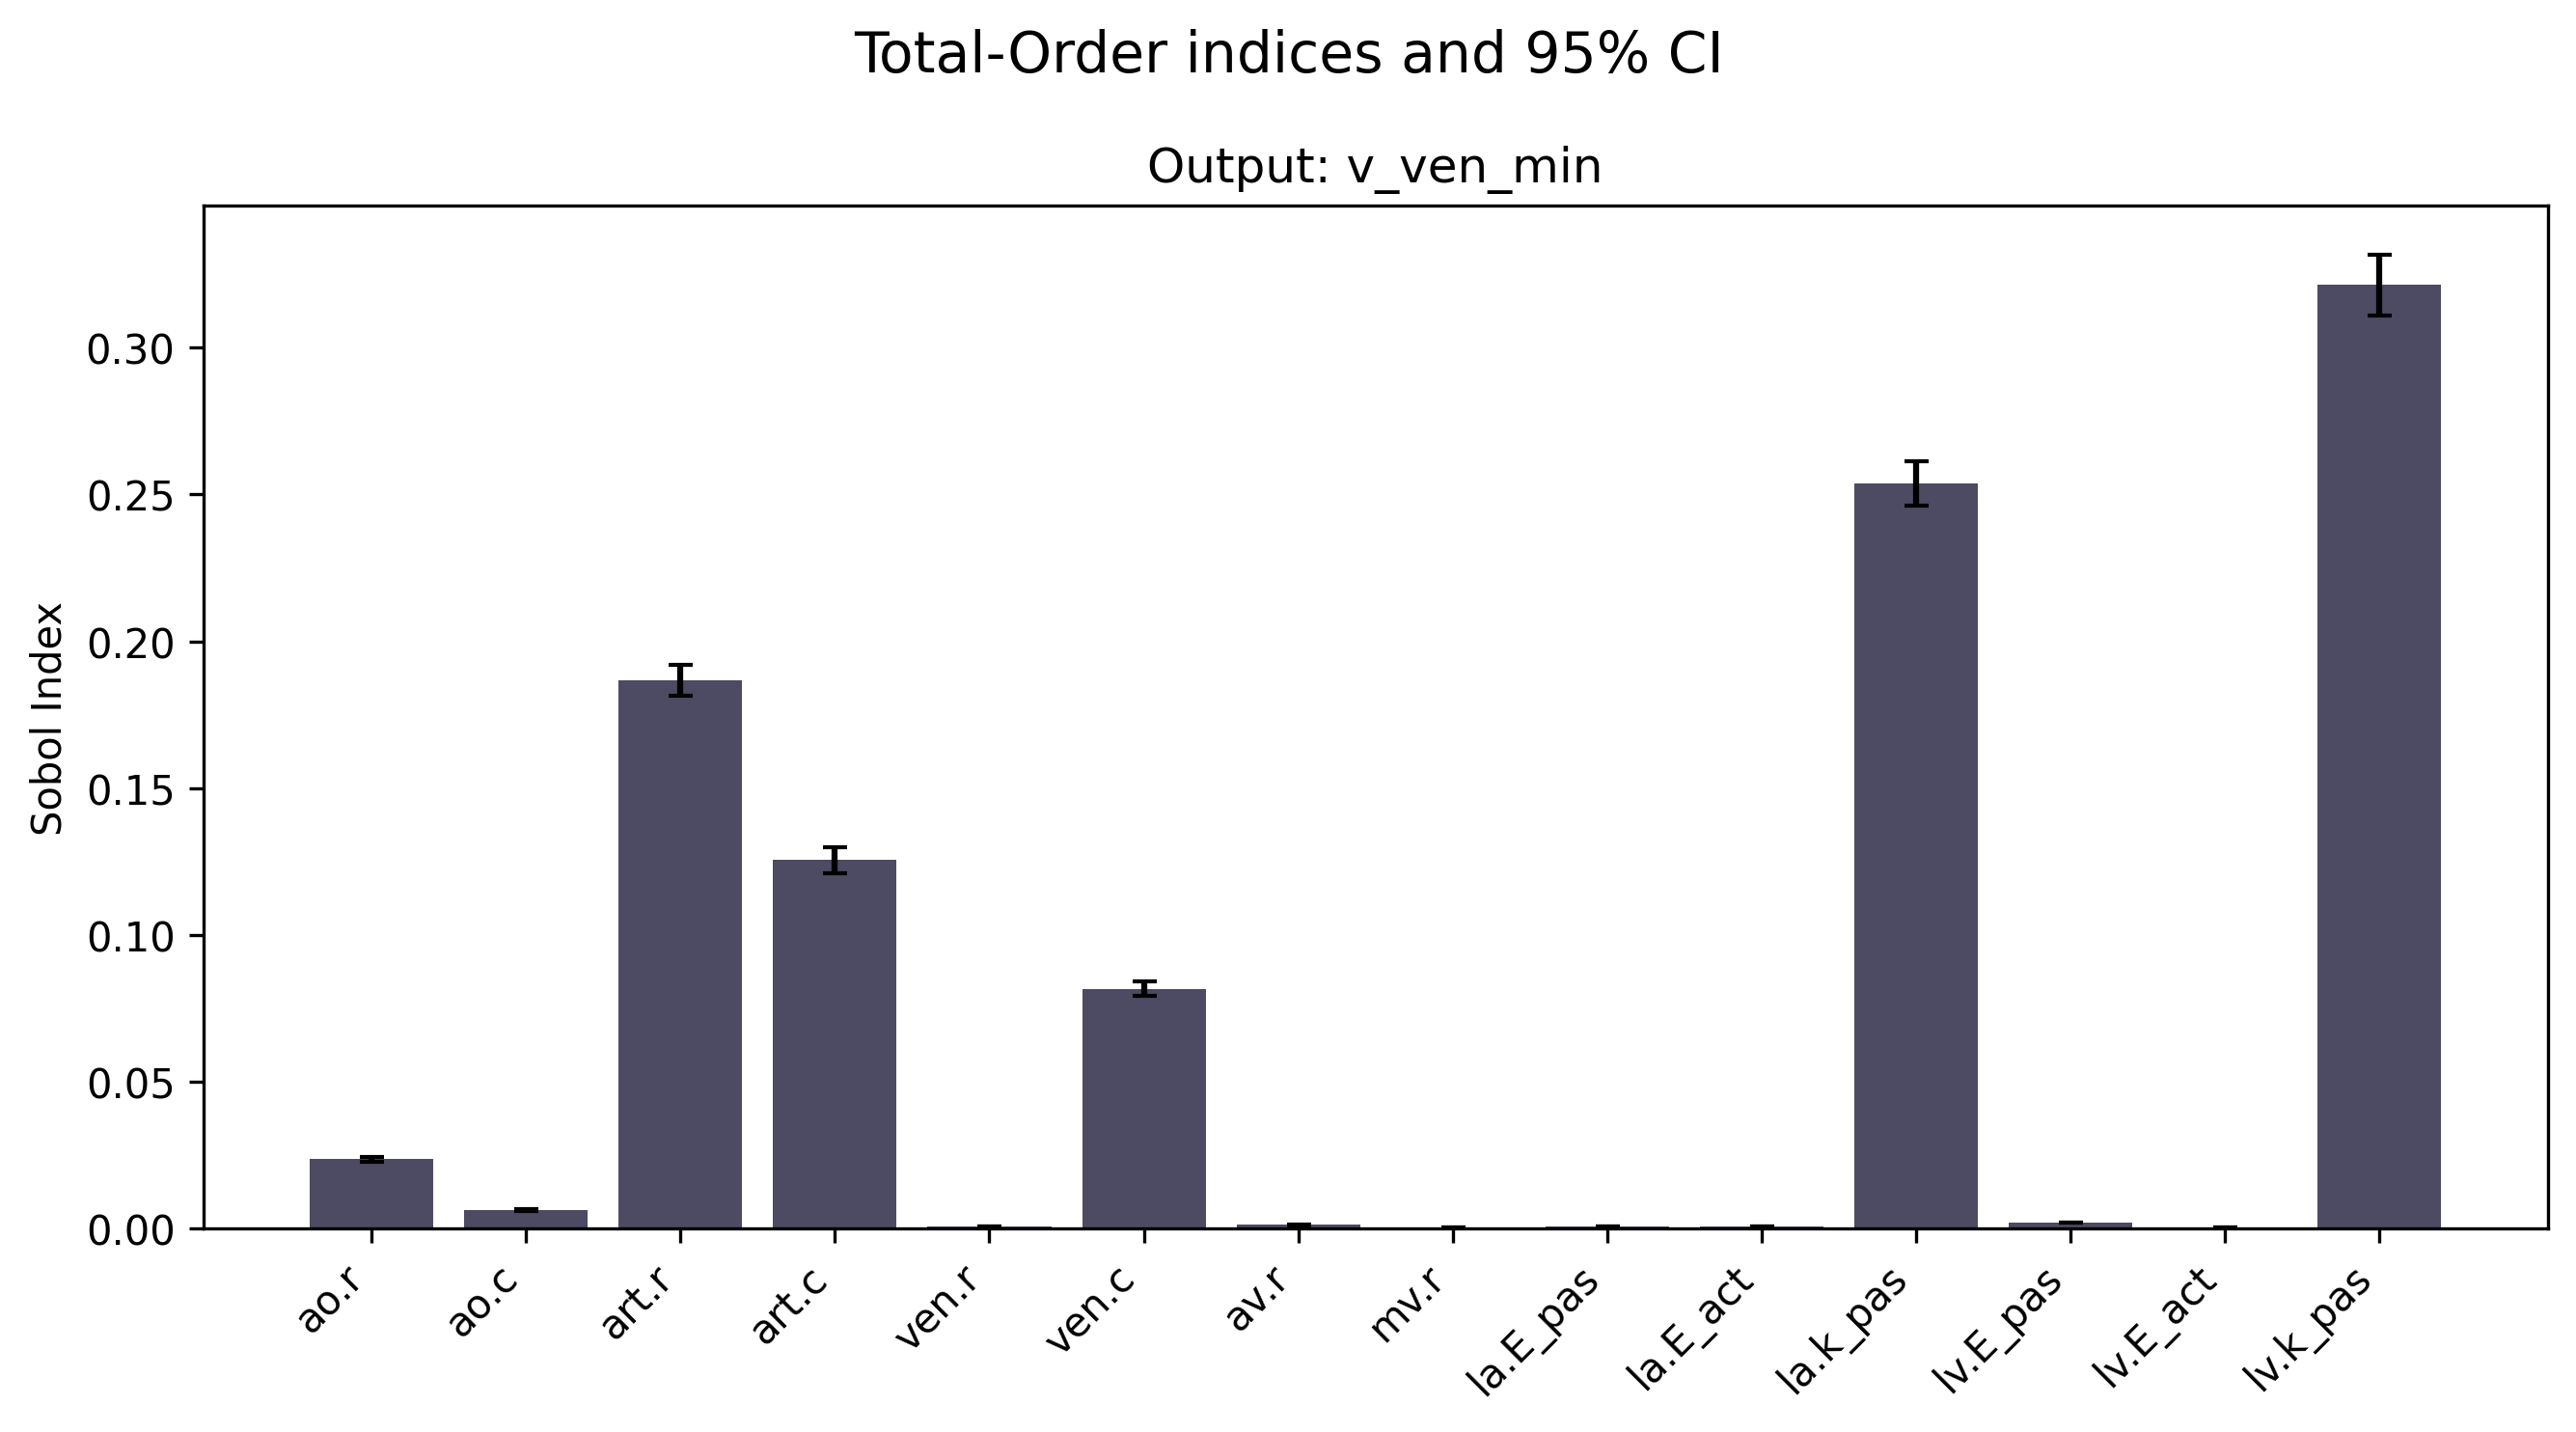 Total-Order indices and 95% CI
Output: v_ven_min
Sobol Index
0.30
0.25
0.20
0.15
0.10
0.05
0.00
ao.r
ao.c
art.r
art.c
ven.r
ven.c
av.r
mv.r
la.E_pas
la.E_act
la.k_pas
lv.E_pas
lv.E_act
lv.k_pas